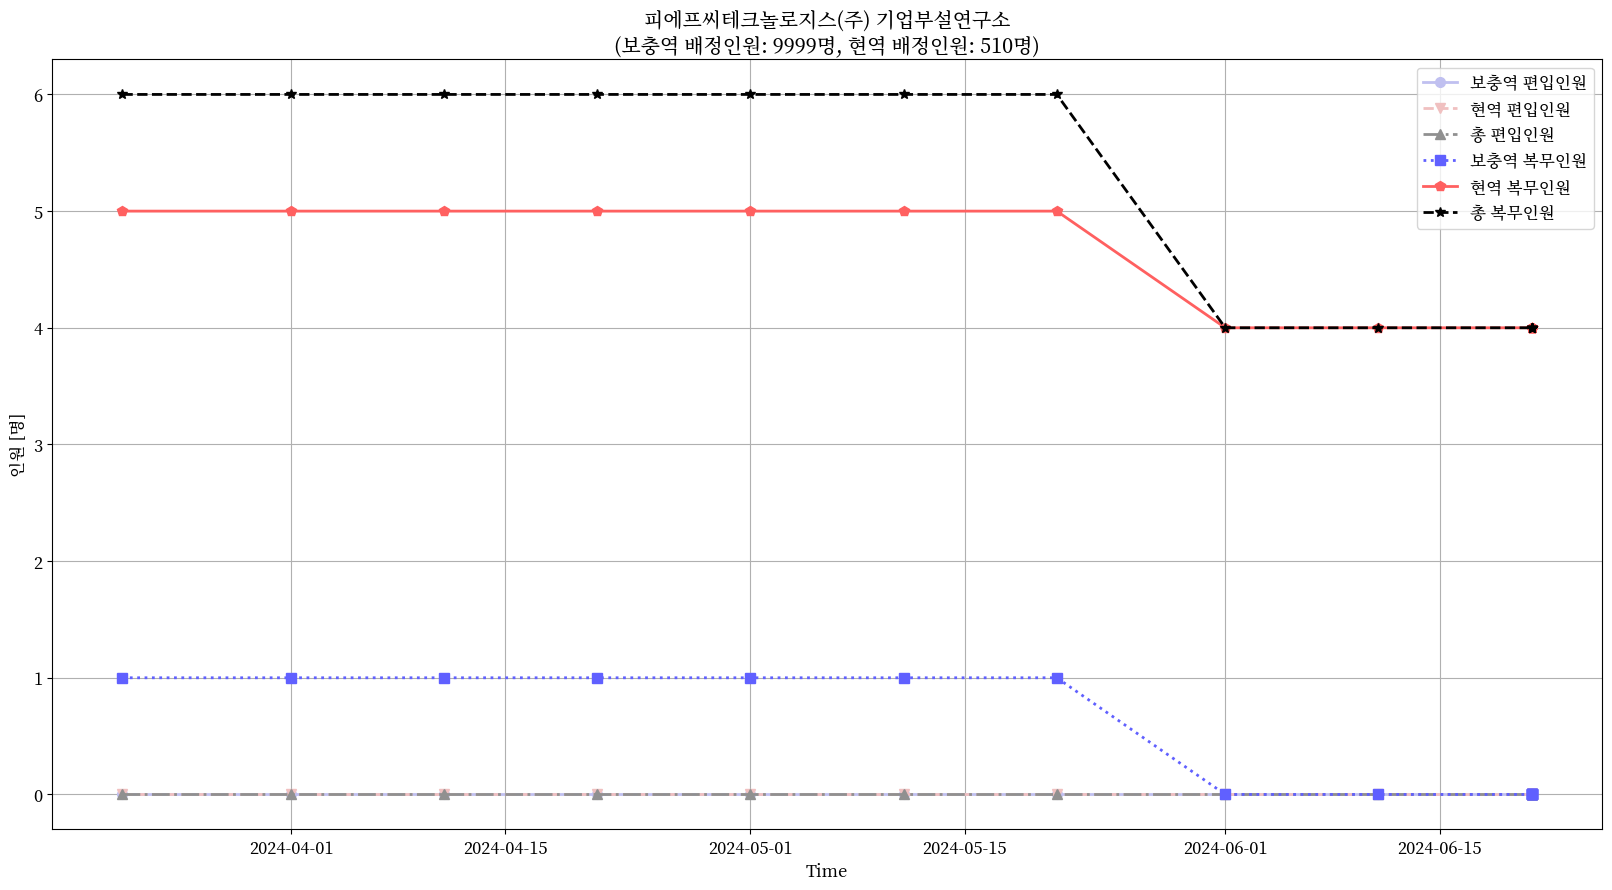 피에프씨테크놀로지스(주) 기업부설연구소
(보충역 배정인원: 9999명, 현역 배정인원: 510명)
보충역 편입인원
현역 편입인원
총 편입인원
보충역 복무인원
현역 복무인원
총 복무인원
인원 [명]
6
5
4
3
2
1
0
2024-04-01
2024-04-15
2024-05-01
2024-05-15
2024-06-01
2024-06-15
Time